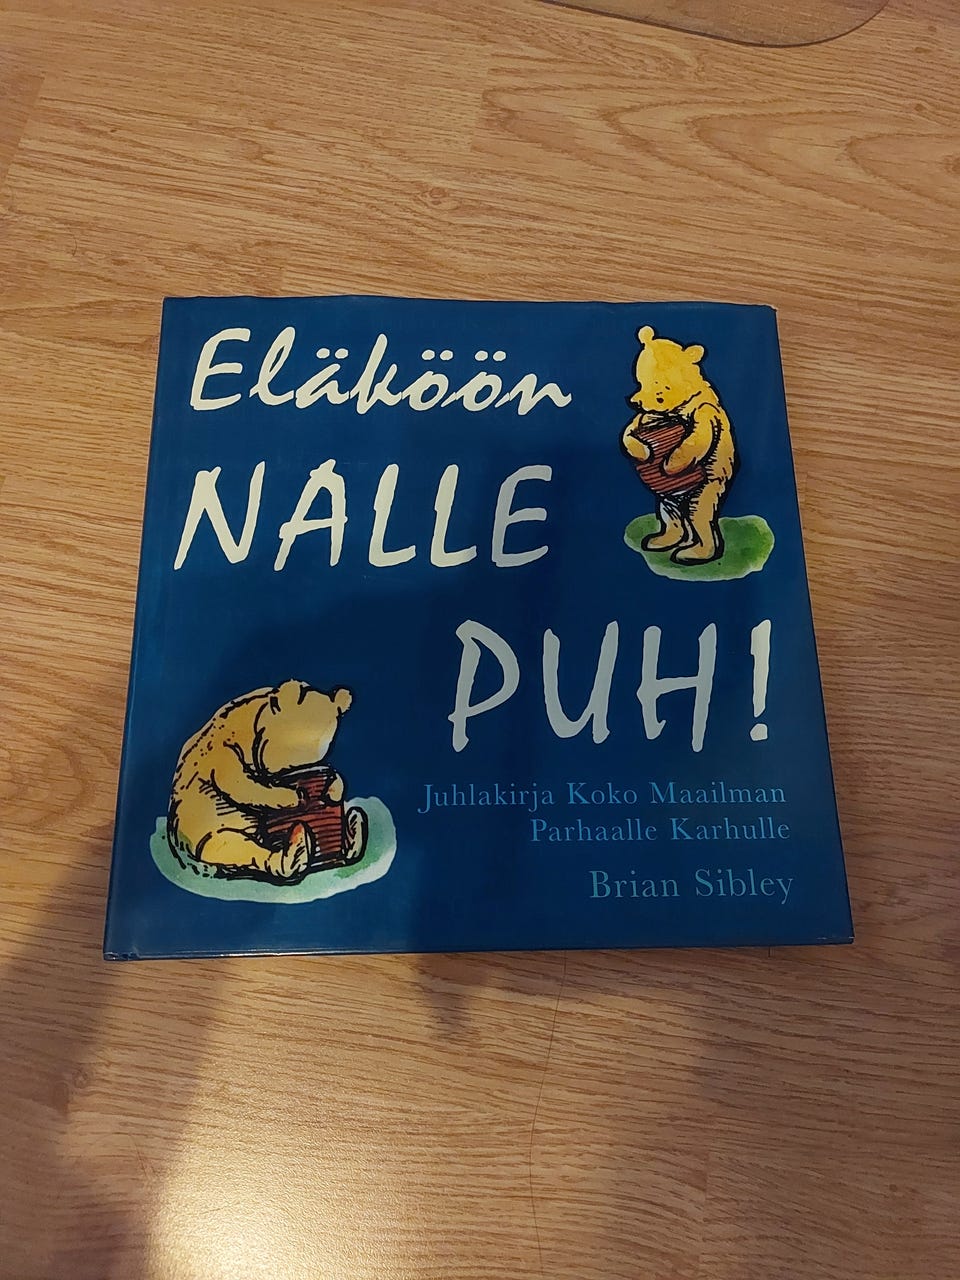 Eläköön
NALLE
PUH!
Juhlakirja Koko Maailman
Parhaalle Karhulle
Brian Sibley